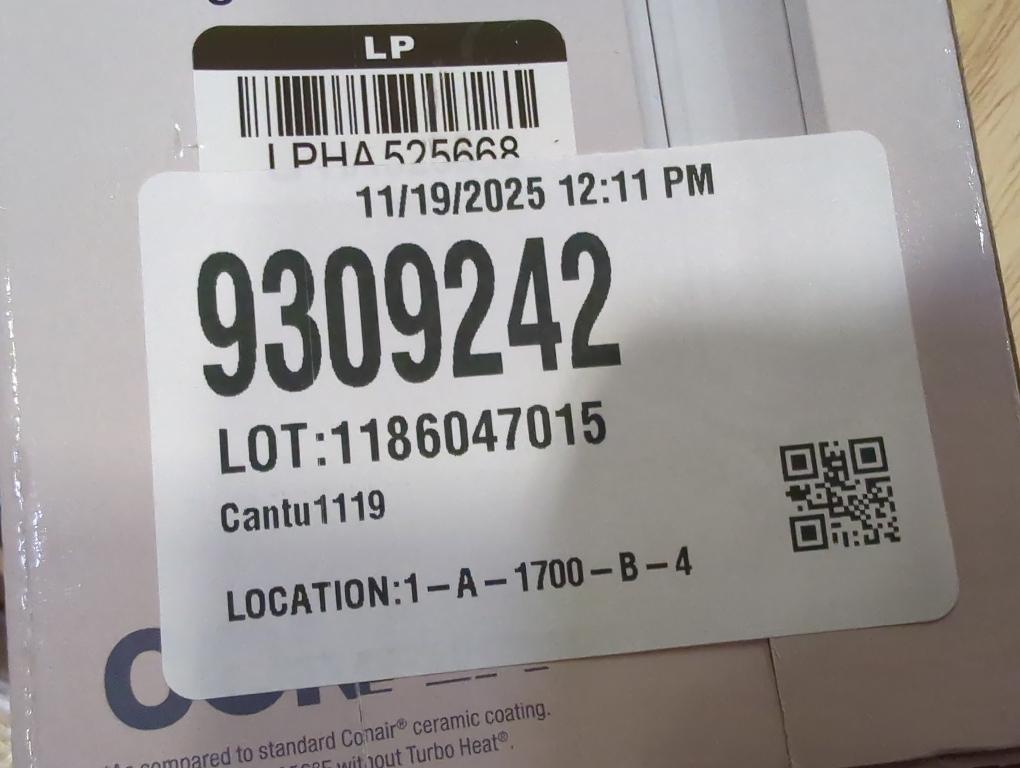 LP
LPHA525668
11/19/2025 12:11 PM
9309242
LOT:1186047015
Cantu1119
LOCATION:1-A-1700-B-4
compared to standard Conair® ceramic coating.
without Turbo Heat®.